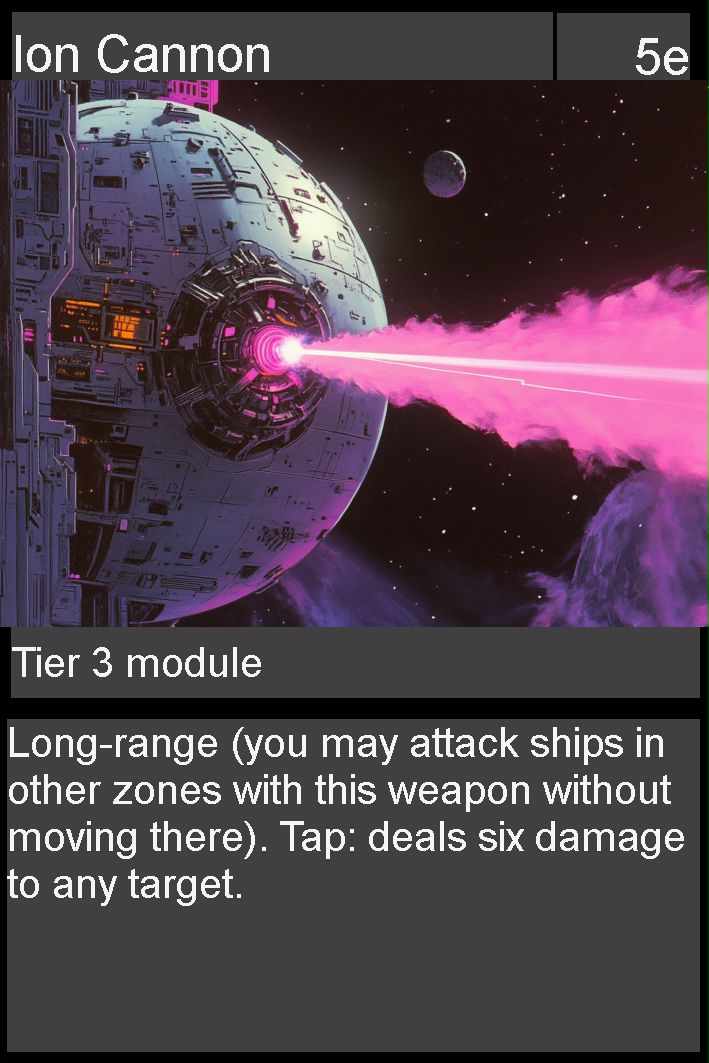 Ion Cannon 5e
Tier 3 module
Long-range (you may attack ships in
other zones with this weapon without
moving there). Tap: deals six damage
to any target.